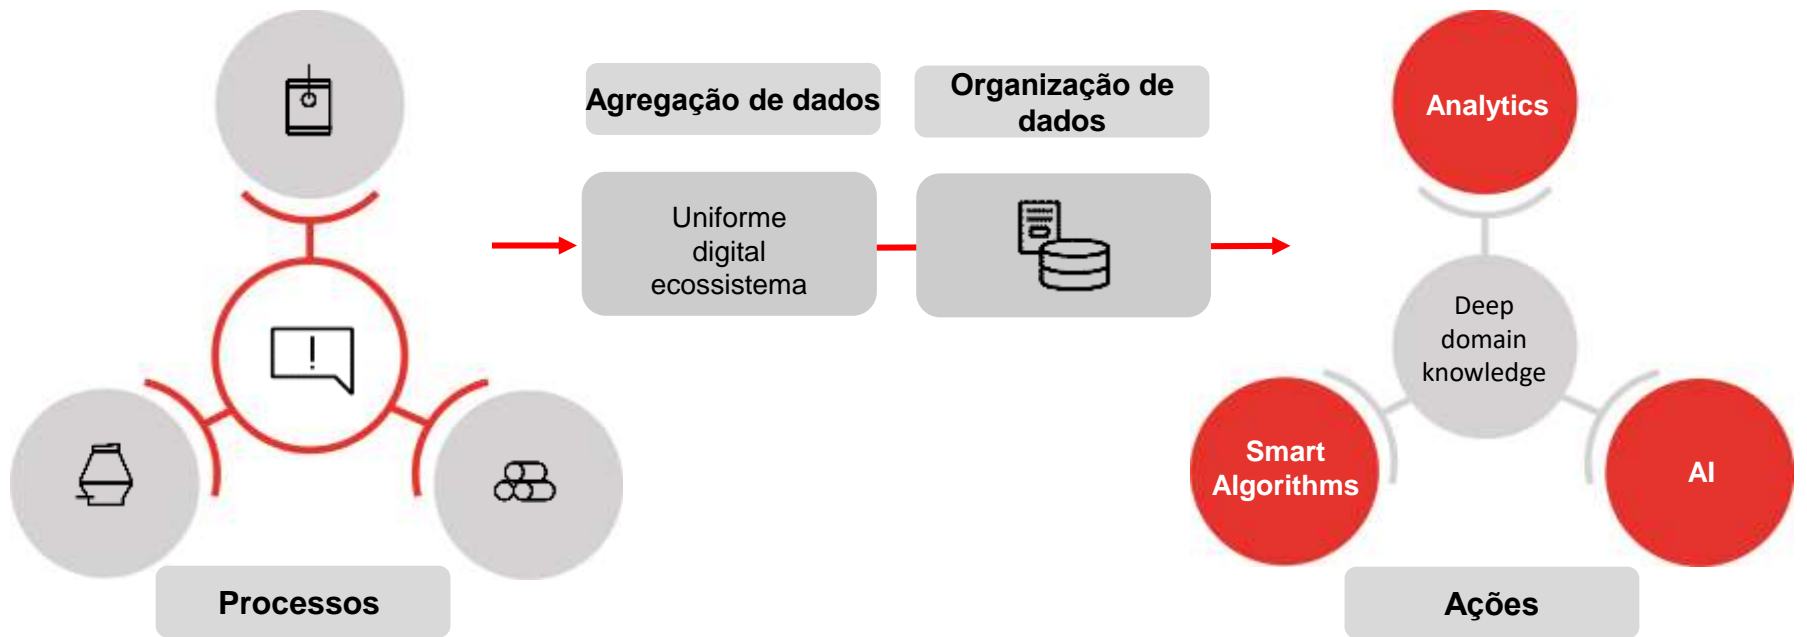 Agregação de dados
Organização de
dados
Analytics
Uniforme
digital
ecossistema
!
Deep
domain
knowledge
Smart
Algorithms
AI
Processos
Ações